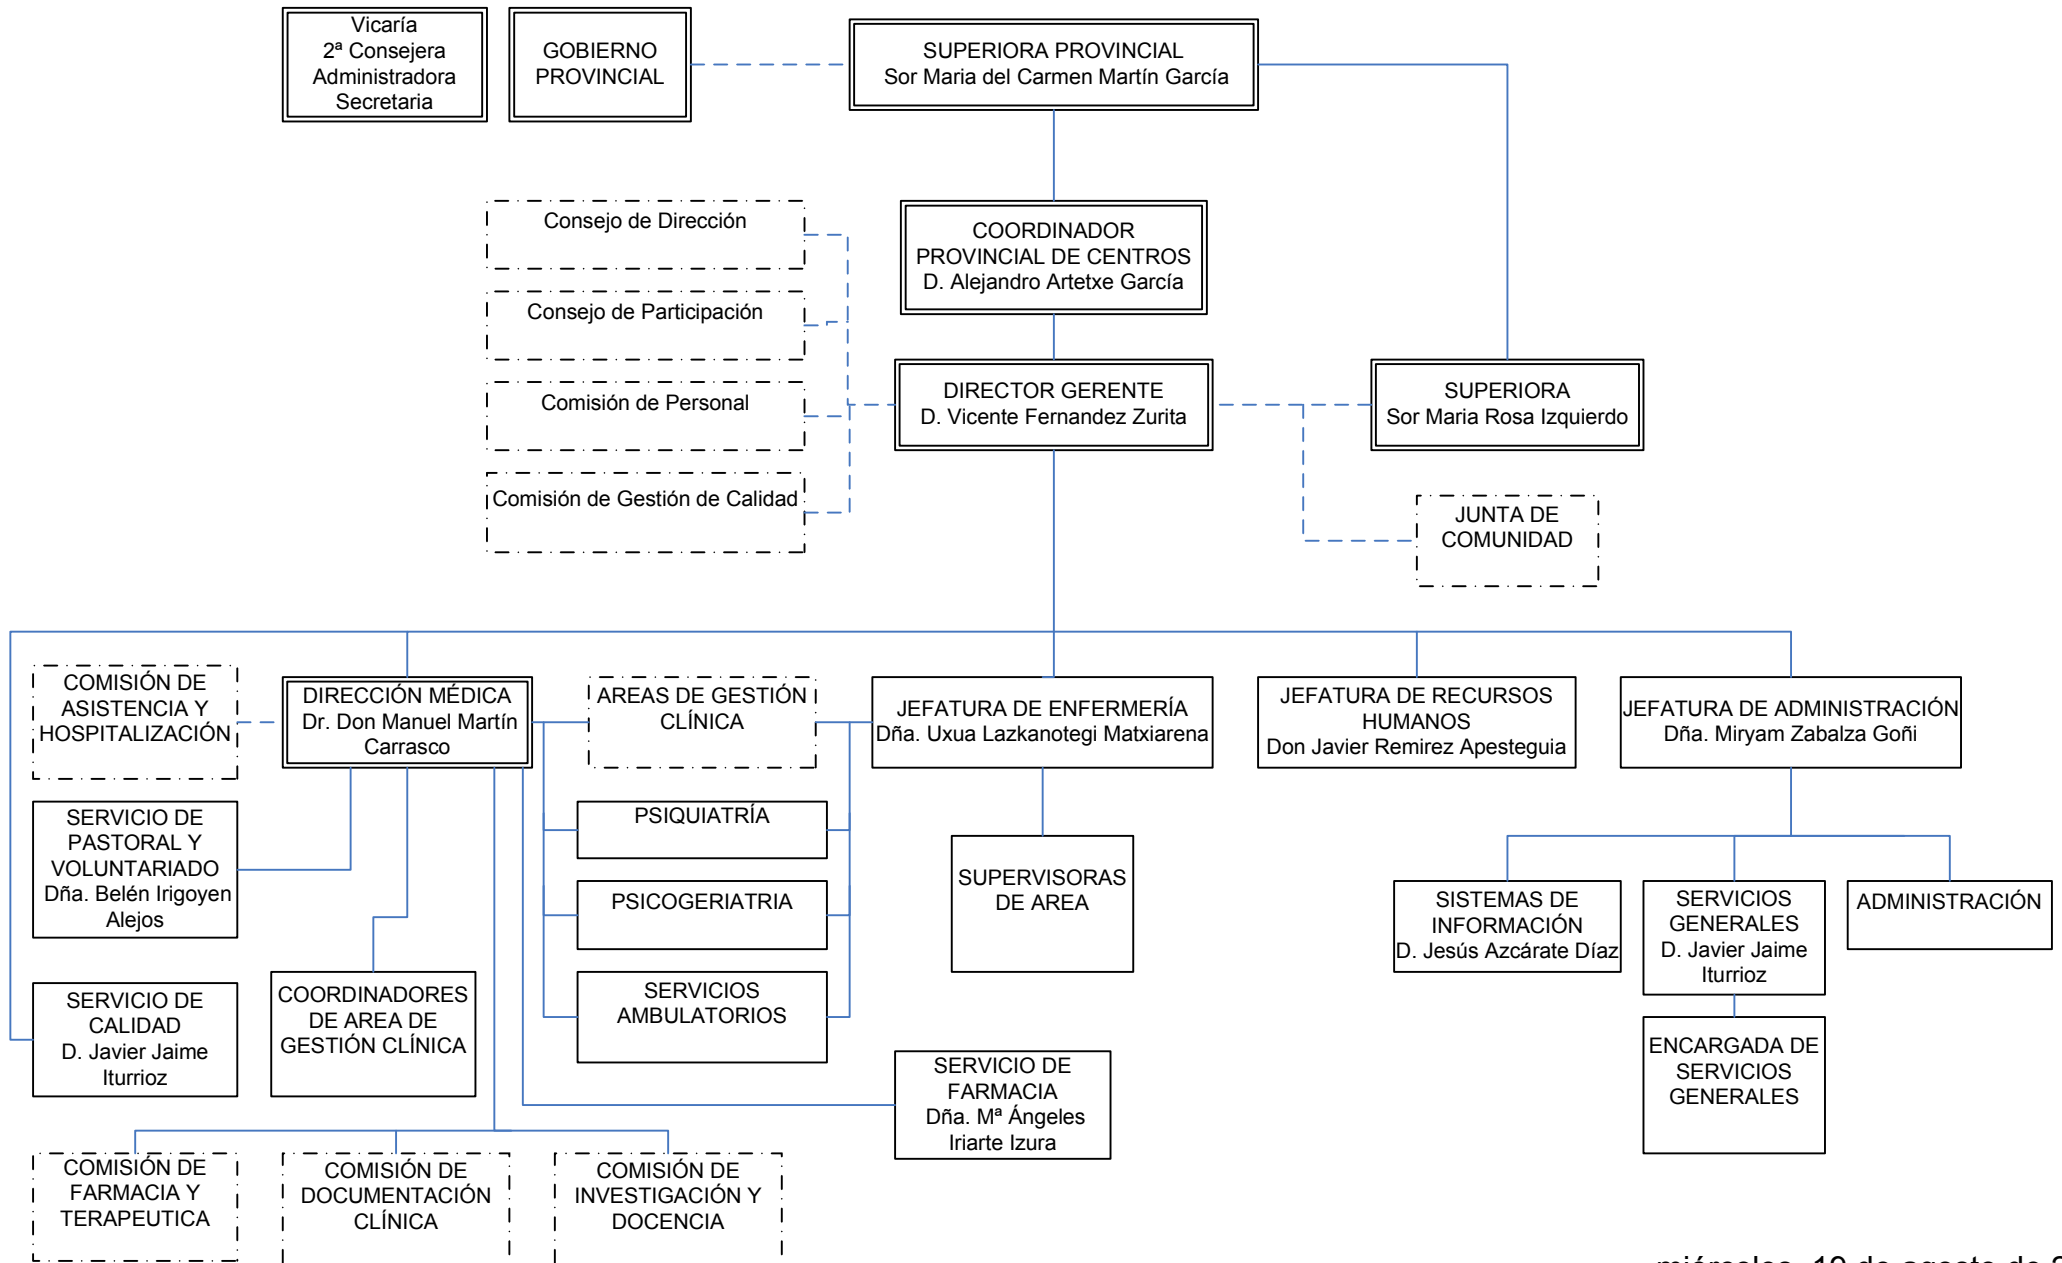 Vicaría
2ª Consejera
Administradora
Secretaria
GOBIERNO
PROVINCIAL
SUPERIORA PROVINCIAL
Sor Maria del Carmen Martín García
Consejo de Dirección
COORDINADOR
PROVINCIAL DE CENTROS
D. Alejandro Artetxe García
Consejo de Participación
Comisión de Personal
DIRECTOR GERENTE
D. Vicente Fernandez Zurita
SUPERIORA
Sor Maria Rosa Izquierdo
Comisión de Gestión de Calidad
JUNTA DE
COMUNIDAD
COMISIÓN DE
ASISTENCIA Y
HOSPITALIZACIÓN
DIRECCIÓN MÉDICA
Dr. Don Manuel Martín
Carrasco
AREAS DE GESTIÓN
CLÍNICA
JEFATURA DE ENFERMERÍA
Dña. Uxua Lazkanotegi Matxiarena
JEFATURA DE RECURSOS
HUMANOS
Don Javier Remirez Apesteguia
JEFATURA DE ADMINISTRACIÓN
Dña. Miryam Zabalza Goñi
SERVICIO DE
PASTORAL Y
VOLUNTARIADO
Dña. Belén Irigoyen
Alejos
PSIQUIATRÍA
PSICOGERIATRIA
SUPERVISORAS
DE AREA
SISTEMAS DE
INFORMACIÓN
D. Jesús Azcárate Díaz
SERVICIOS
GENERALES
D. Javier Jaime
Iturrioz
ADMINISTRACIÓN
SERVICIO DE
CALIDAD
D. Javier Jaime
Iturrioz
COORDINADORES
DE AREA DE
GESTIÓN CLÍNICA
SERVICIOS
AMBULATORIOS
SERVICIO DE
FARMACIA
Dña. Mª Ángeles
Iriarte Izura
ENCARGADA DE
SERVICIOS
GENERALES
COMISIÓN DE
FARMACIA Y
TERAPEUTICA
COMISIÓN DE
DOCUMENTACIÓN
CLÍNICA
COMISIÓN DE
INVESTIGACIÓN Y
DOCENCIA
miércoles, 19 de agosto de